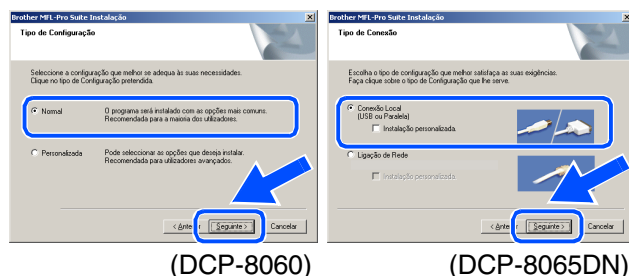 Brother MFL-Pro Suite Instalação
Tipo de Configuração
Seleccione a configuração que melhor se adequa às suas necessidades.
Clique no tipo de Configuração pretendida.
Normal
O programa será instalado com as opções mais comuns.
Recomendada para a maioria dos utilizadores.
Personalizada
Pode seleccionar as opções que deseja instalar.
Recomendada para utilizadores avançados.
Seguinte >
Cancelar
(DCP-8060)
Brother MFL-Pro Suite Instalação
Tipo de Conexão
Escolha o tipo de configuração que melhor satisfaça as suas exigências.
Faça clique sobre o tipo de Configuração que lhe serve.
Conexão Local
(USB ou Paralela)
Instalação personalizada.
Ligação de Rede
Instalação personalizada
Seguinte >
Cancelar
(DCP-8065DN)